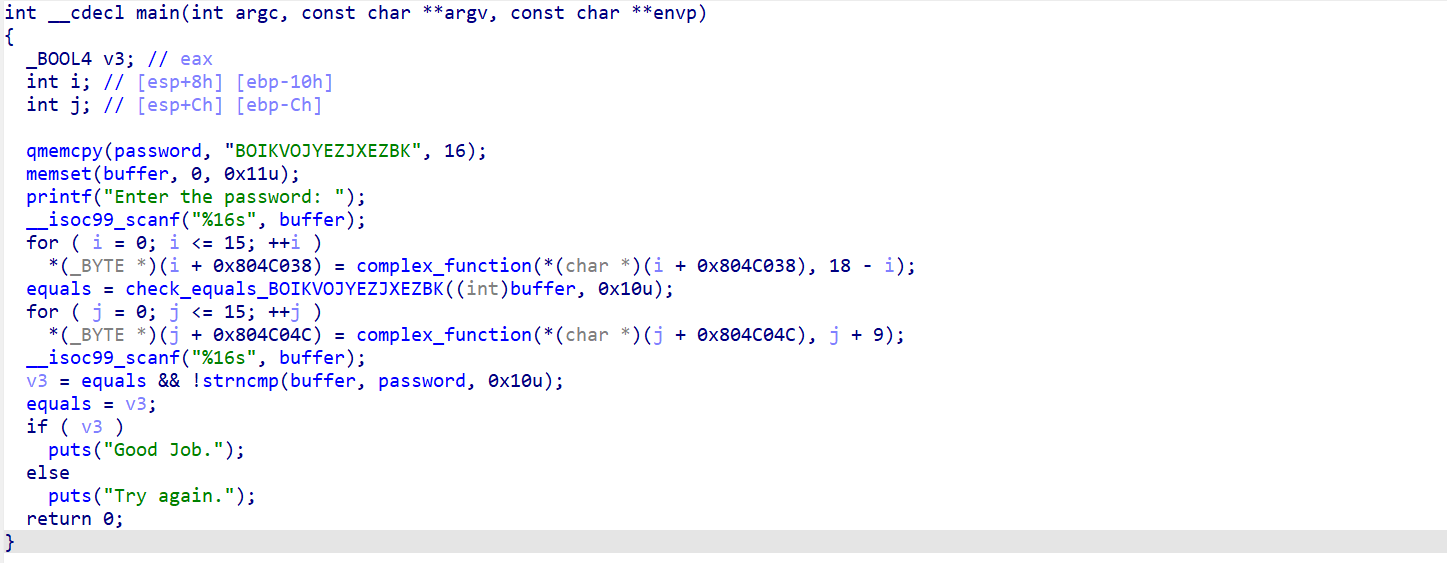 int __cdecl main(int argc, const char **argv, const char **envp)
{
  _BOOL4 v3; // eax
  int i; // [esp+8h] [ebp-10h]
  int j; // [esp+Ch] [ebp-Ch]

  qmemcpy(password, "BOIKVOJYEZJXEZBK", 16);
  memset(buffer, 0, 0x11u);
  printf("Enter the password: ");
  __isoc99_scanf("%16s", buffer);
  for ( i = 0; i <= 15; ++i )
    *(_BYTE *)(i + 0x804C038) = complex_function(*(char *)(i + 0x804C038), 18 - i);
  equals = check_equals_BOIKVOJYEZJXEZBK((int)buffer, 0x10u);
  for ( j = 0; j <= 15; ++j )
    *(_BYTE *)(j + 0x804C04C) = complex_function(*(char *)(j + 0x804C04C), j + 9);
  __isoc99_scanf("%16s", buffer);
  v3 = equals && !strncmp(buffer, password, 0x10u);
  equals = v3;
  if ( v3 )
    puts("Good Job.");
  else
    puts("Try again.");
  return 0;
}